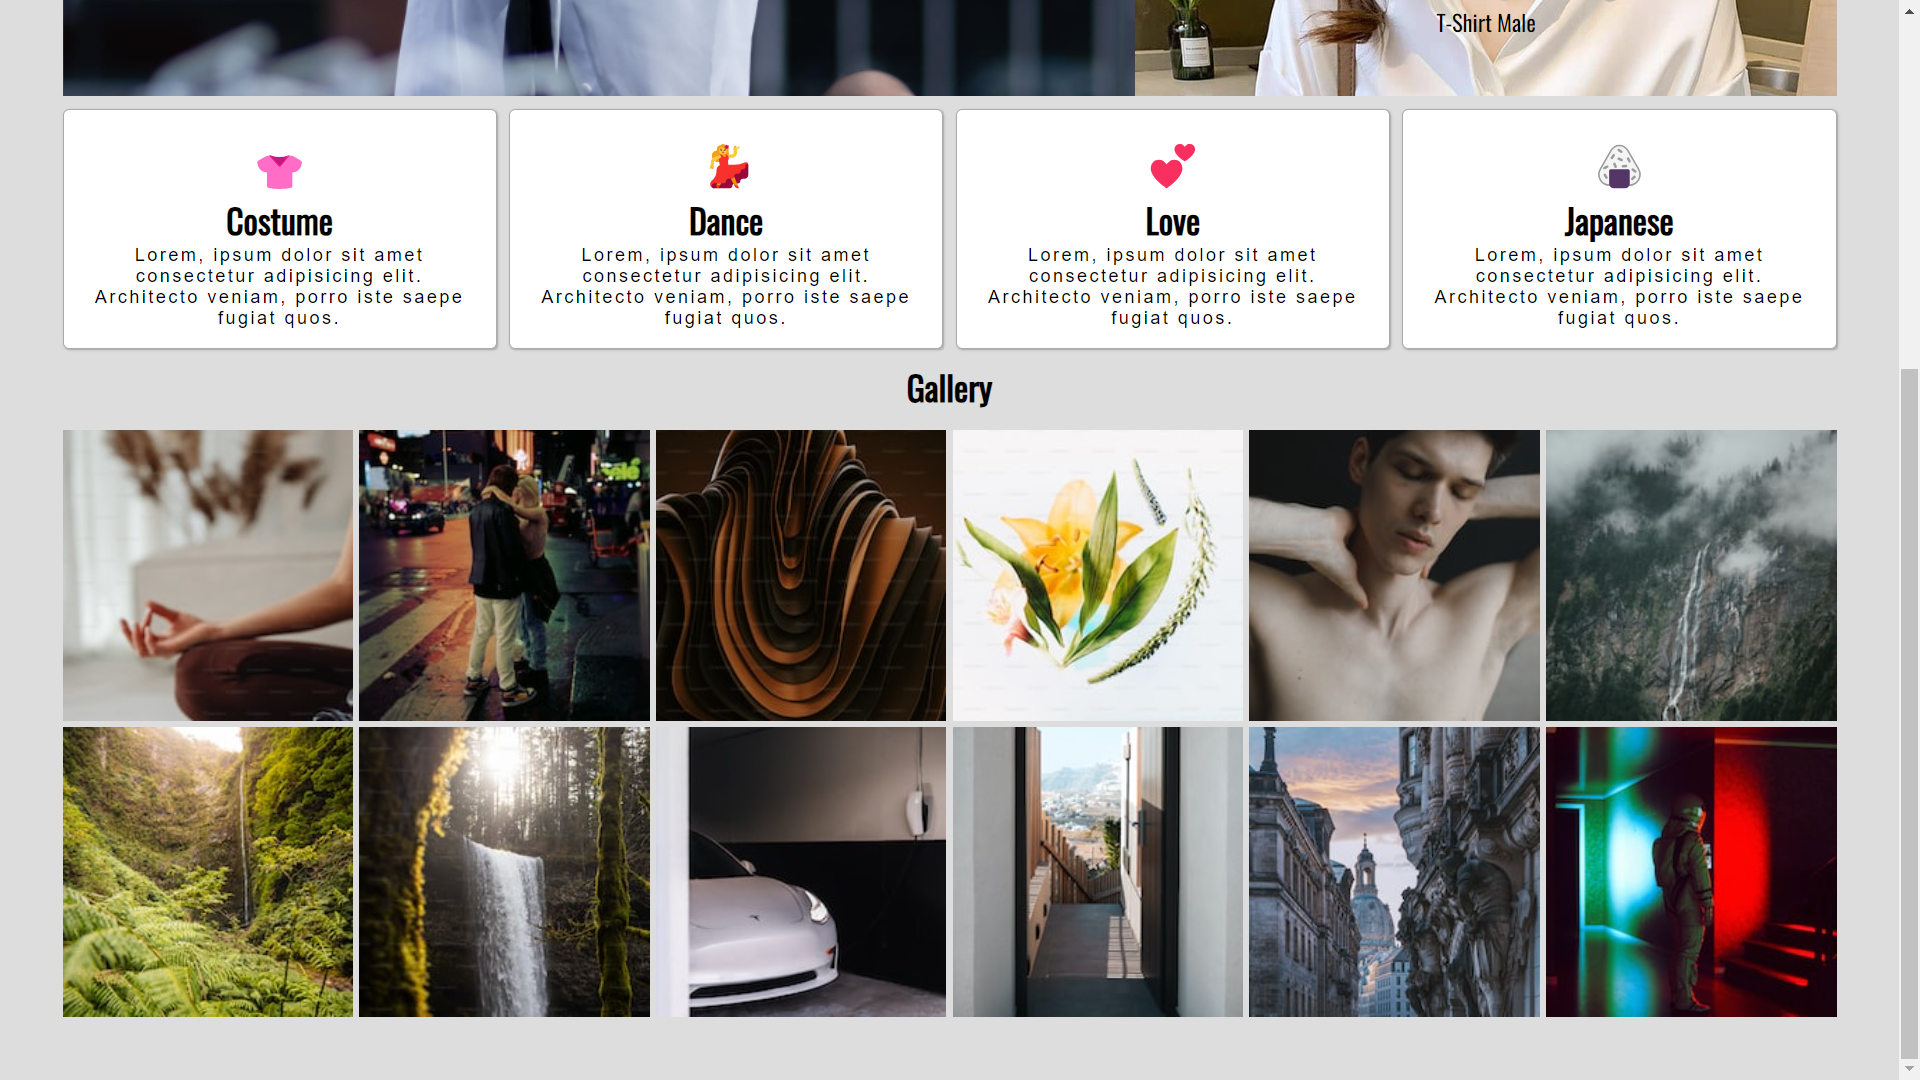 T-Shirt Male
Costume
Lorem, ipsum dolor sit amet
consectetur adipisicing elit.
Architecto veniam, porro iste saepe
fugiat quos.
Dance
Lorem, ipsum dolor sit amet
consectetur adipisicing elit.
Architecto veniam, porro iste saepe
fugiat quos.
Love
Lorem, ipsum dolor sit amet
consectetur adipisicing elit.
Architecto veniam, porro iste saepe
fugiat quos.
Japanese
Lorem, ipsum dolor sit amet
consectetur adipisicing elit.
Architecto veniam, porro iste saepe
fugiat quos.
Gallery